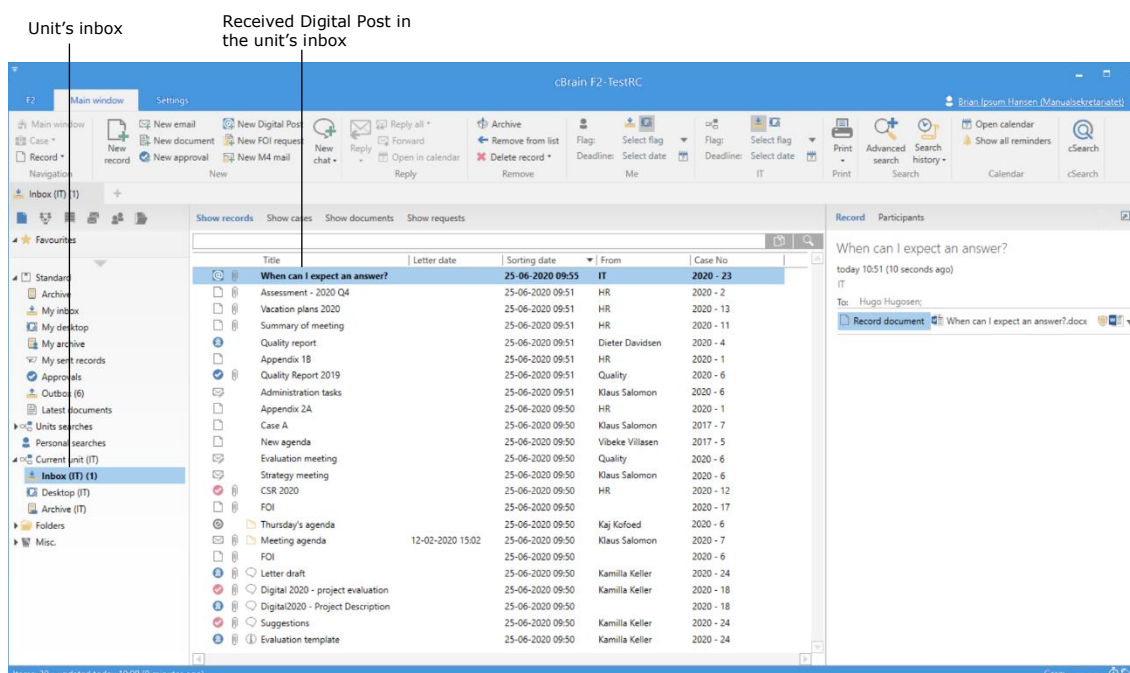 Unit's inbox
Received Digital Post in
the unit's inbox
cBrain F2-TestRC
F2 Main window Settings
Brian Ipsum Hansen (Manualsekretariatet)
Main window
Case
Record
Navigation
New record
New email
New document
New approval
New Digital Post
New FOI request
New M4 mail
New chat
New
Reply
Reply all
Forward
Open in calendar
Reply
Archive
Remove from list
Delete record
Remove
Flag: Select flag
Deadline: Select date
Me
Flag: Select flag
Deadline: Select date
IT
Print
Print
Advanced search
Search history
Search
Open calendar
Show all reminders
Calendar
cSearch
cSearch
Inbox (IT) (1) +
Favourites
Standard
Archive
My inbox
My desktop
My archive
My sent records
Approvals
Outbox (6)
Latest documents
Units searches
Personal searches
Current unit (IT)
Inbox (IT) (1)
Desktop (IT)
Archive (IT)
Folders
Misc.
Show records Show cases Show documents Show requests
Title Letter date Sorting date From Case No
When can I expect an answer? 25-06-2020 09:55 IT 2020 - 23
Assessment - 2020 Q4 25-06-2020 09:51 HR 2020 - 2
Vacation plans 2020 25-06-2020 09:51 HR 2020 - 13
Summary of meeting 25-06-2020 09:51 HR 2020 - 11
Quality report 25-06-2020 09:51 Dieter Davidsen 2020 - 4
Appendix 1B 25-06-2020 09:51 HR 2020 - 1
Quality Report 2019 25-06-2020 09:51 Quality 2020 - 6
Administration tasks 25-06-2020 09:51 Klaus Salomon 2020 - 6
Appendix 2A 25-06-2020 09:50 HR 2020 - 1
Case A 25-06-2020 09:50 Klaus Salomon 2017 - 7
New agenda 25-06-2020 09:50 Vibeke Villasen 2017 - 5
Evaluation meeting 25-06-2020 09:50 Quality 2020 - 6
Strategy meeting 25-06-2020 09:50 Klaus Salomon 2020 - 6
CSR 2020 25-06-2020 09:50 HR 2020 - 12
FOI 25-06-2020 09:50 2020 - 17
Thursday's agenda 25-06-2020 09:50 Kaj Kofoed 2020 - 6
Meeting agenda 12-02-2020 15:02 25-06-2020 09:50 Klaus Salomon 2020 - 7
FOI 25-06-2020 09:50 2020 - 6
Letter draft 25-06-2020 09:50 Kamilla Keller 2020 - 24
Digital 2020 - project evaluation 25-06-2020 09:50 Kamilla Keller 2020 - 18
Digital2020 - Project Description 25-06-2020 09:50 2020 - 18
Suggestions 25-06-2020 09:50 Kamilla Keller 2020 - 24
Evaluation template 25-06-2020 09:50 Kamilla Keller 2020 - 24
Record Participants
When can I expect an answer?
today 10:51 (10 seconds ago)
IT
To: Hugo Hugosen;
Record document When can I expect an answer?.docx